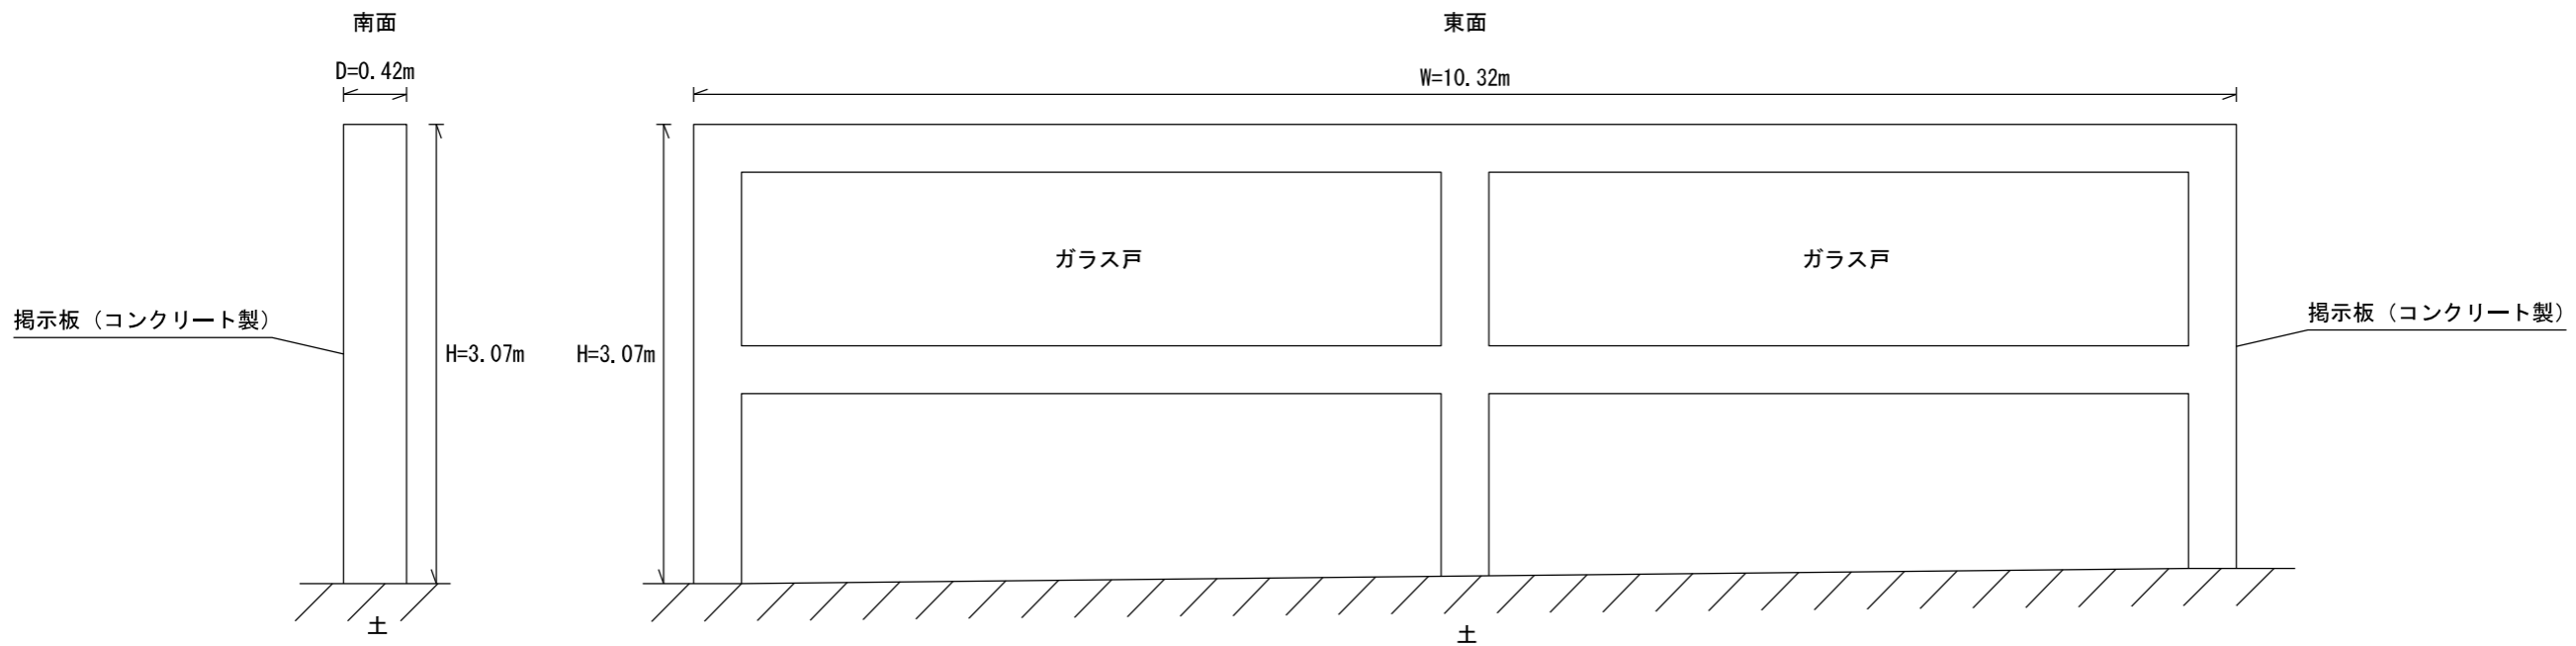 南面
D=0.42m
掲示板（コンクリート製）
H=3.07m
土
東面
W=10.32m
H=3.07m
ガラス戸
ガラス戸
掲示板（コンクリート製）
土